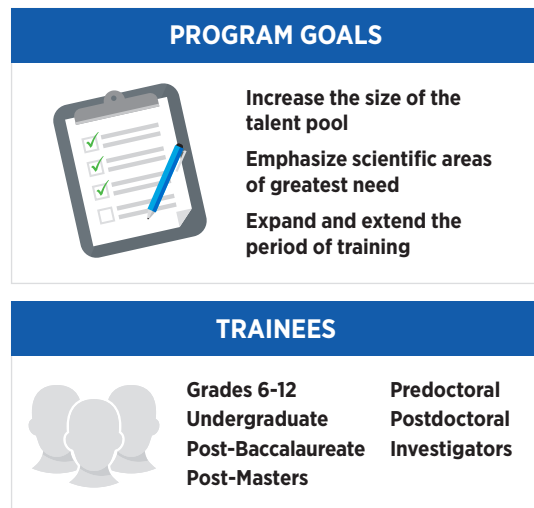 PROGRAM GOALS
Increase the size of the
talent pool
Emphasize scientific areas
of greatest need
Expand and extend the
period of training
TRAINEES
Grades 6-12
Undergraduate
Post-Baccalaureate
Post-Masters
Predoctoral
Postdoctoral
Investigators